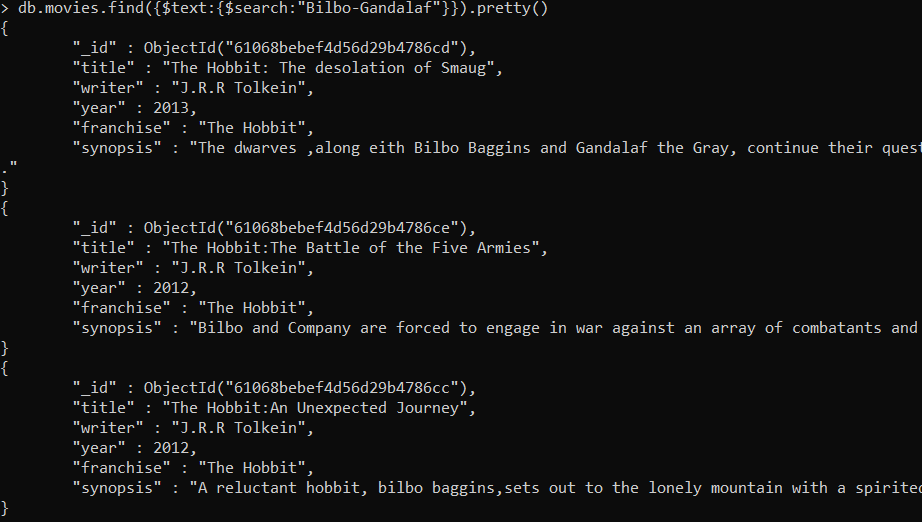 > db.movies.find({$text:{$search:"Bilbo-Gandalaf"}}).pretty()
{
"_id" : ObjectId("61068bebef4d56d29b4786cd"),
"title" : "The Hobbit: The desolation of Smaug",
"writer" : "J.R.R Tolkein",
"year" : 2013,
"franchise" : "The Hobbit",
"synopsis" : "The dwarves ,along eith Bilbo Baggins and Gandalaf the Gray, continue their quest
."
}
{
"_id" : ObjectId("61068bebef4d56d29b4786ce"),
"title" : "The Hobbit:The Battle of the Five Armies",
"writer" : "J.R.R Tolkein",
"year" : 2012,
"franchise" : "The Hobbit",
"synopsis" : "Bilbo and Company are forced to engage in war against an array of combatants and
}
{
"_id" : ObjectId("61068bebef4d56d29b4786cc"),
"title" : "The Hobbit:An Unexpected Journey",
"writer" : "J.R.R Tolkein",
"year" : 2012,
"franchise" : "The Hobbit",
"synopsis" : "A reluctant hobbit, bilbo baggins,sets out to the lonely mountain with a spirited
}